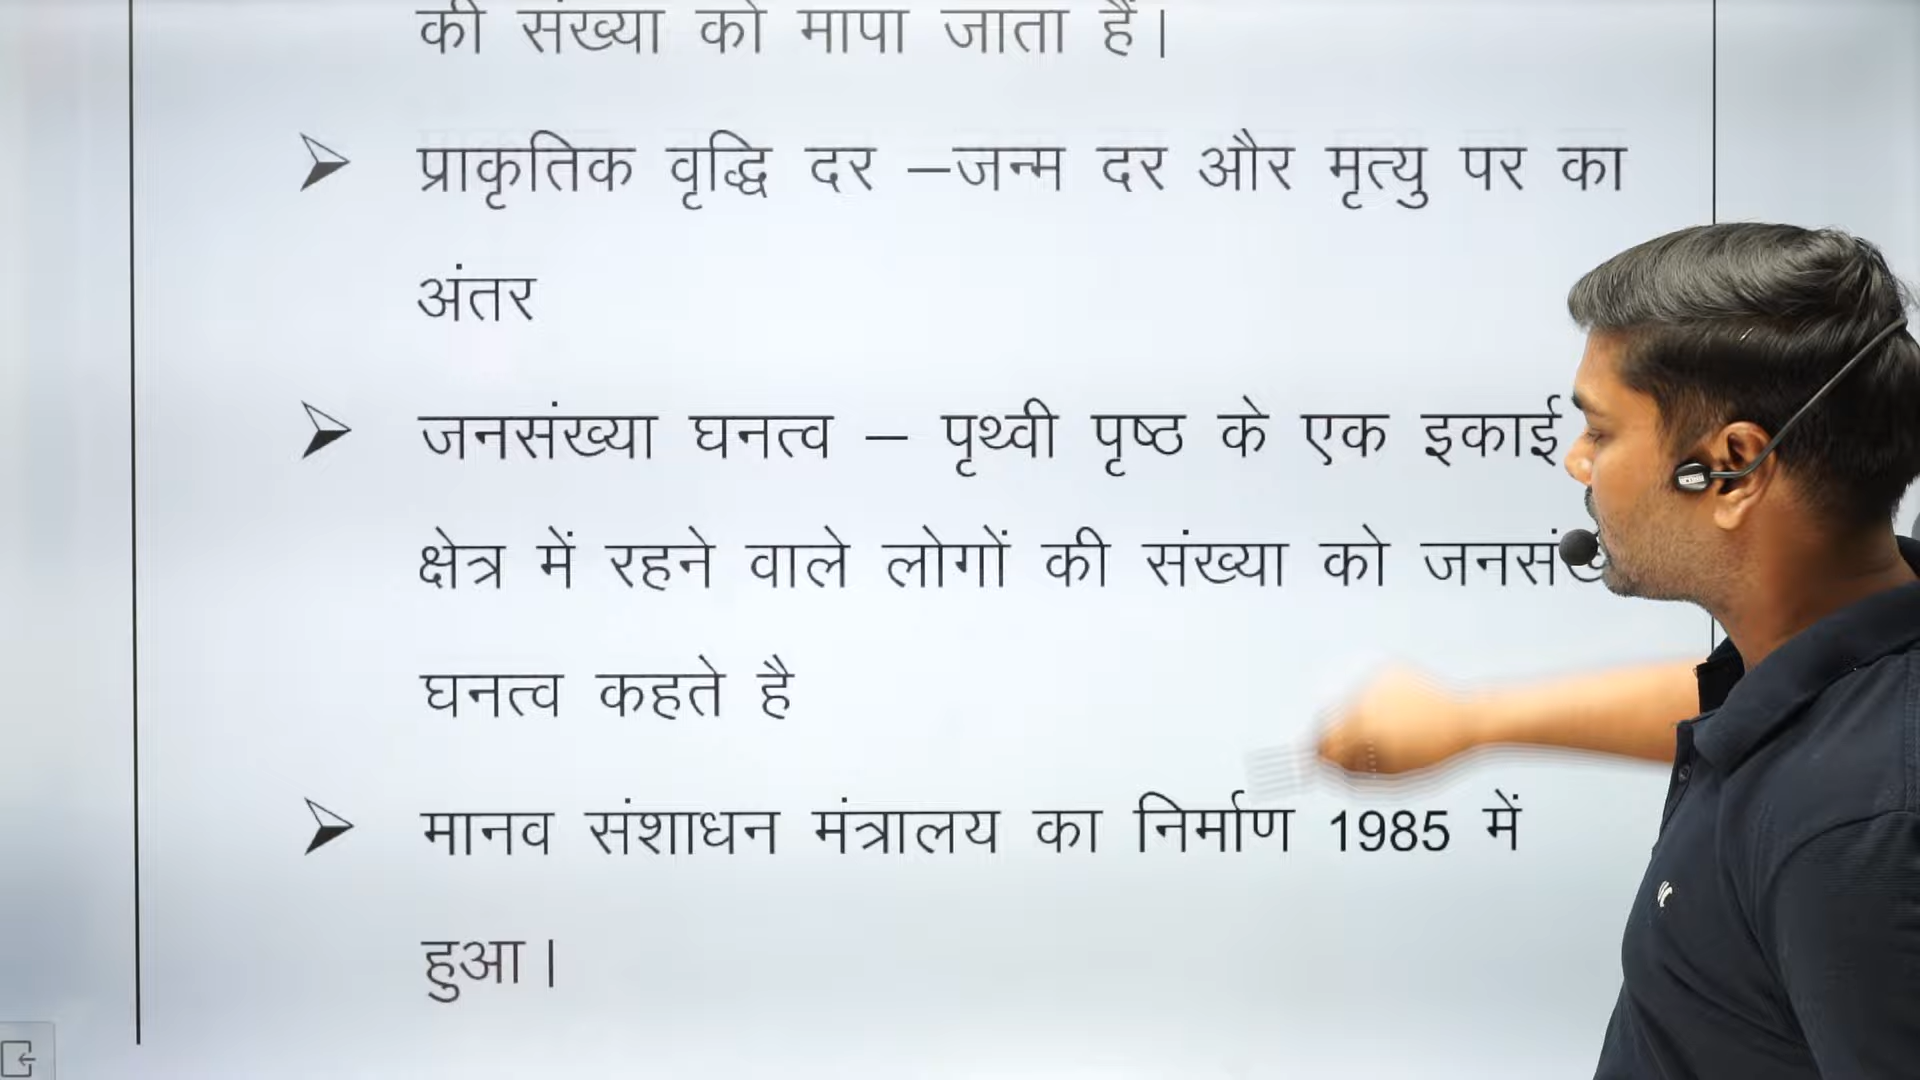 की संख्या को मापा जाता हैं।
प्राकृतिक वृद्धि दर –जन्म दर और मृत्यु पर का
अंतर
जनसंख्या घनत्व – पृथ्वी पृष्ठ के एक इकाई
क्षेत्र में रहने वाले लोगों की संख्या को
घनत्व कहते है
मानव संशाधन मंत्रालय का निर्माण 1985 में
हुआ।